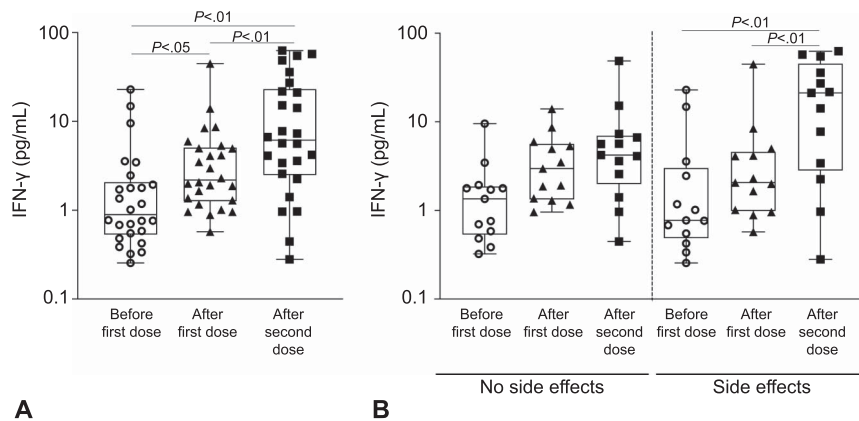 A
P<.01
P<.05
P<.01
IFN-γ (pg/mL)
100
10
1
0.1
Before
first dose
After
first dose
After
second
dose
B
P<.01
P<.01
IFN-γ (pg/mL)
100
10
1
0.1
Before
first dose
After
first dose
After
second
dose
Before
first dose
After
first dose
After
second
dose
No side effects
Side effects
A
B